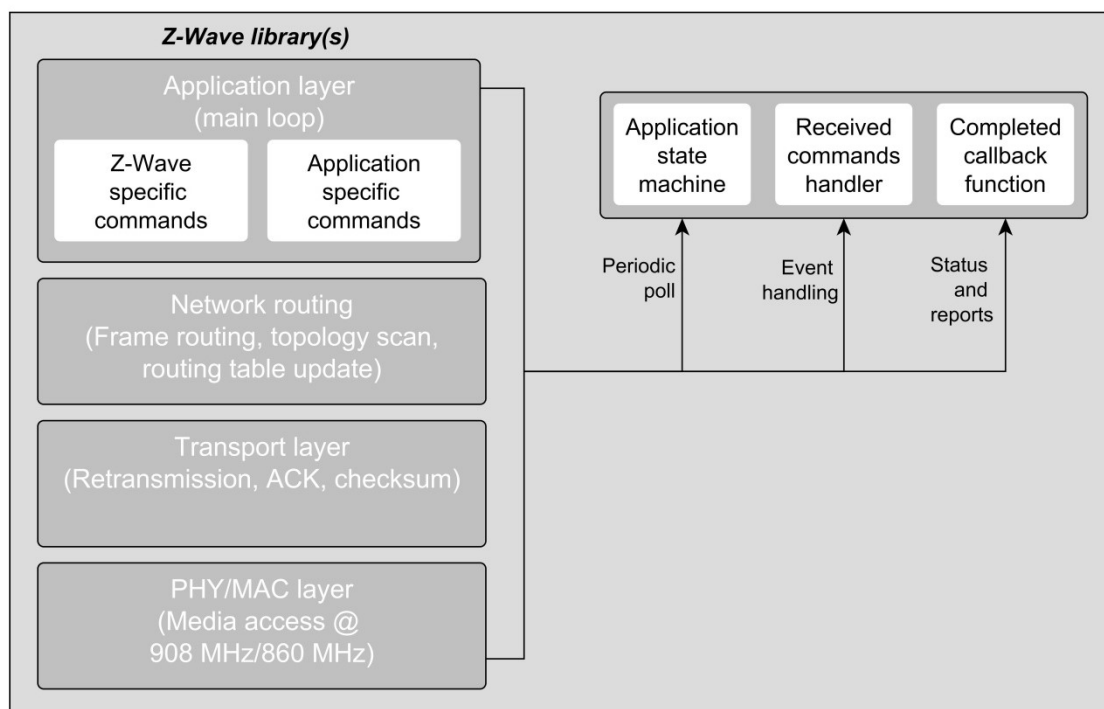 Z-Wave library(s)
Application layer
(main loop)
Z-Wave
specific
commands
Application
specific
commands
Network routing
(Frame routing, topology scan,
routing table update)
Transport layer
(Retransmission, ACK, checksum)
PHY/MAC layer
(Media access @
908 MHz/860 MHz)
Application
state
machine
Received
commands
handler
Completed
callback
function
Periodic
poll
Event
handling
Status
and
reports